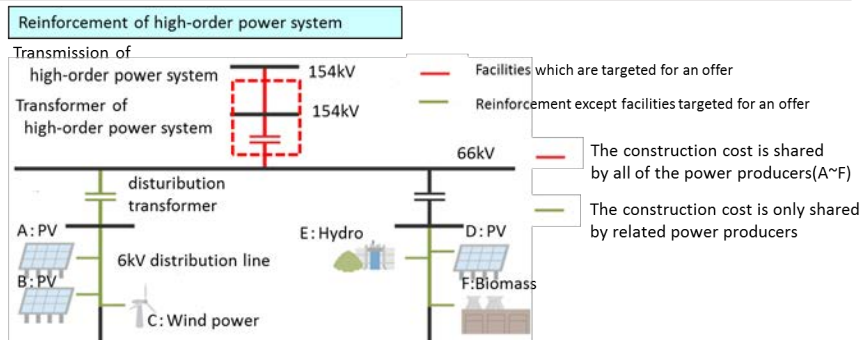 Reinforcement of high-order power system
Transmission of
high-order power system
154kV
Transformer of
high-order power system
154kV
Facilities which are targeted for an offer
Reinforcement except facilities targeted for an offer
66kV
The construction cost is shared
by all of the power producers(A~F)
The construction cost is only shared
by related power producers
disturibution
transformer
A:PV
6kV distribution line
B:PV
C:Wind power
E:Hydro
D:PV
F:Biomass